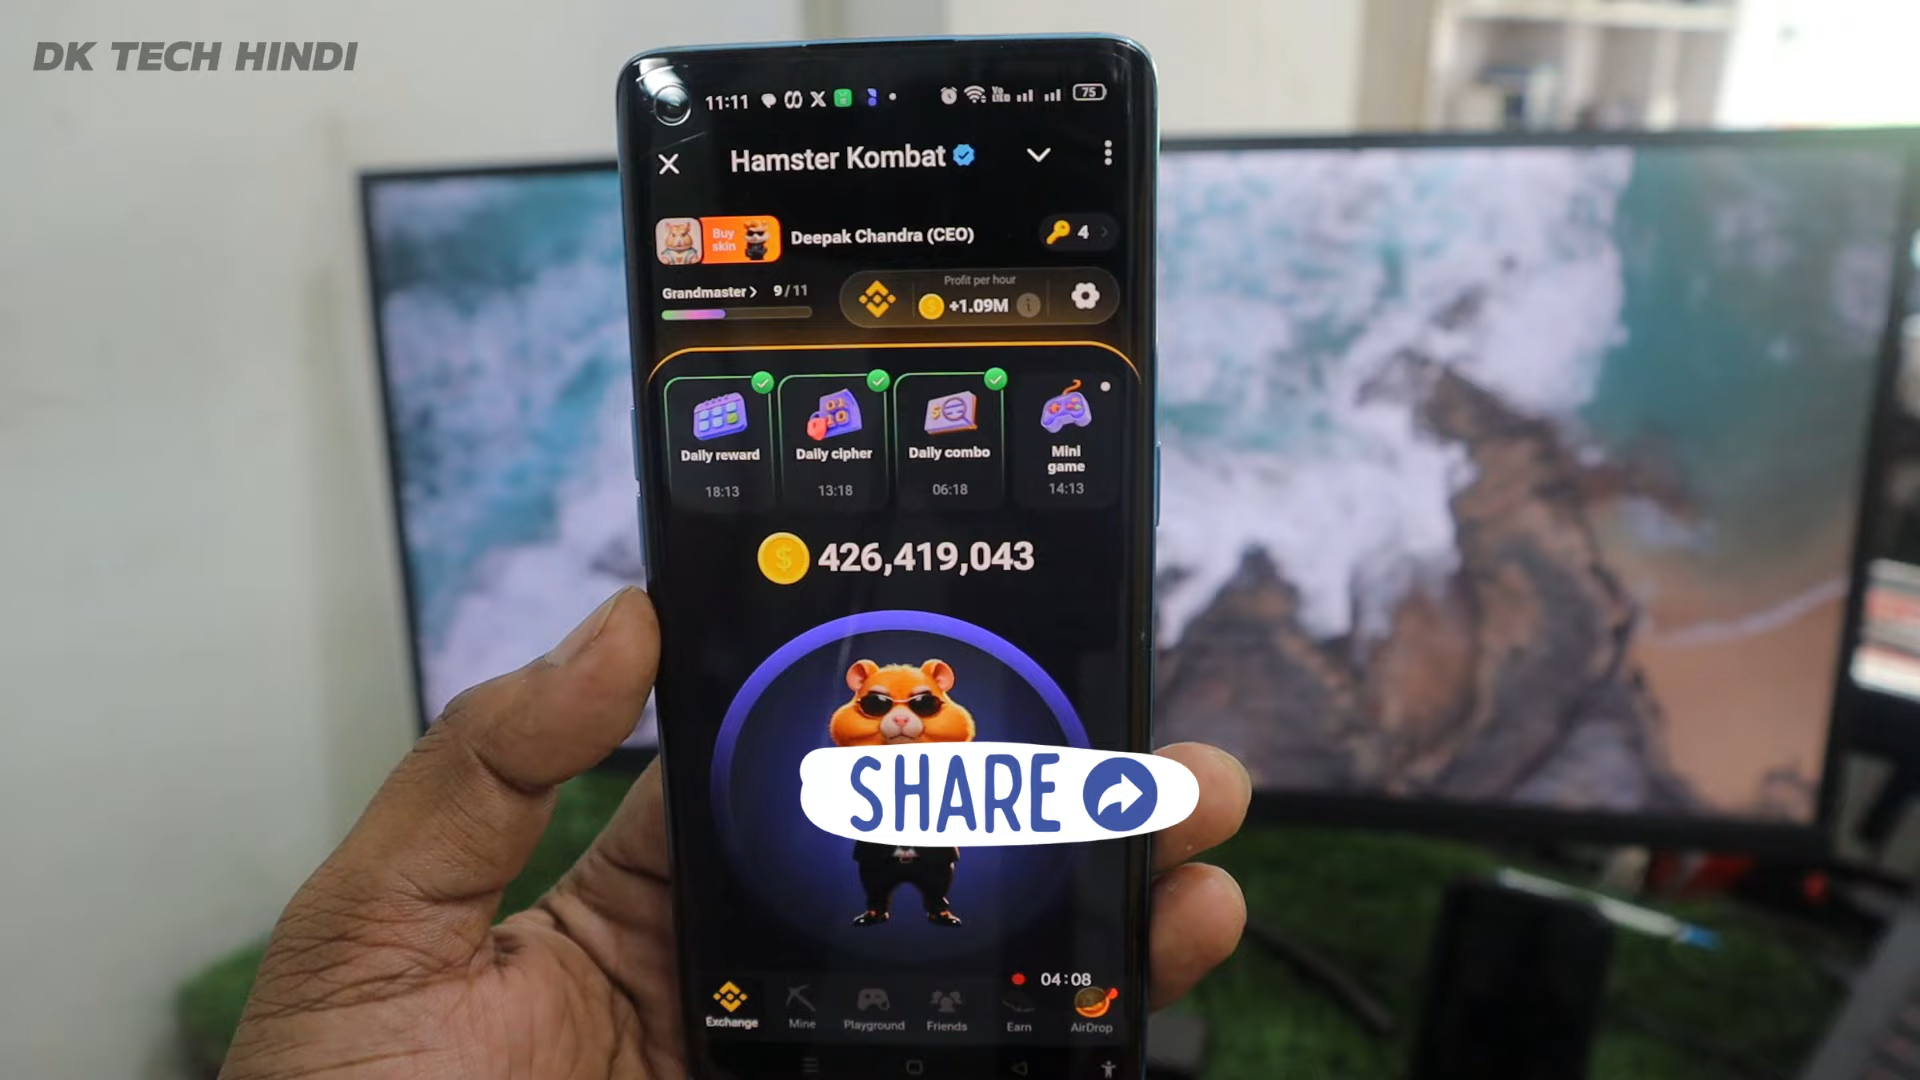 DK TECH HINDI
11:11
75
Hamster Kombat
Buy skin
Deepak Chandra (CEO)
4
Grandmaster > 9/11
Profit per hour
+1.09M
Daily reward
18:13
Daily cipher
13:18
Daily combo
06:18
Mini game
14:13
426,419,043
SHARE
04:08
Exchange
Mine
Playground
Friends
Earn
AirDrop